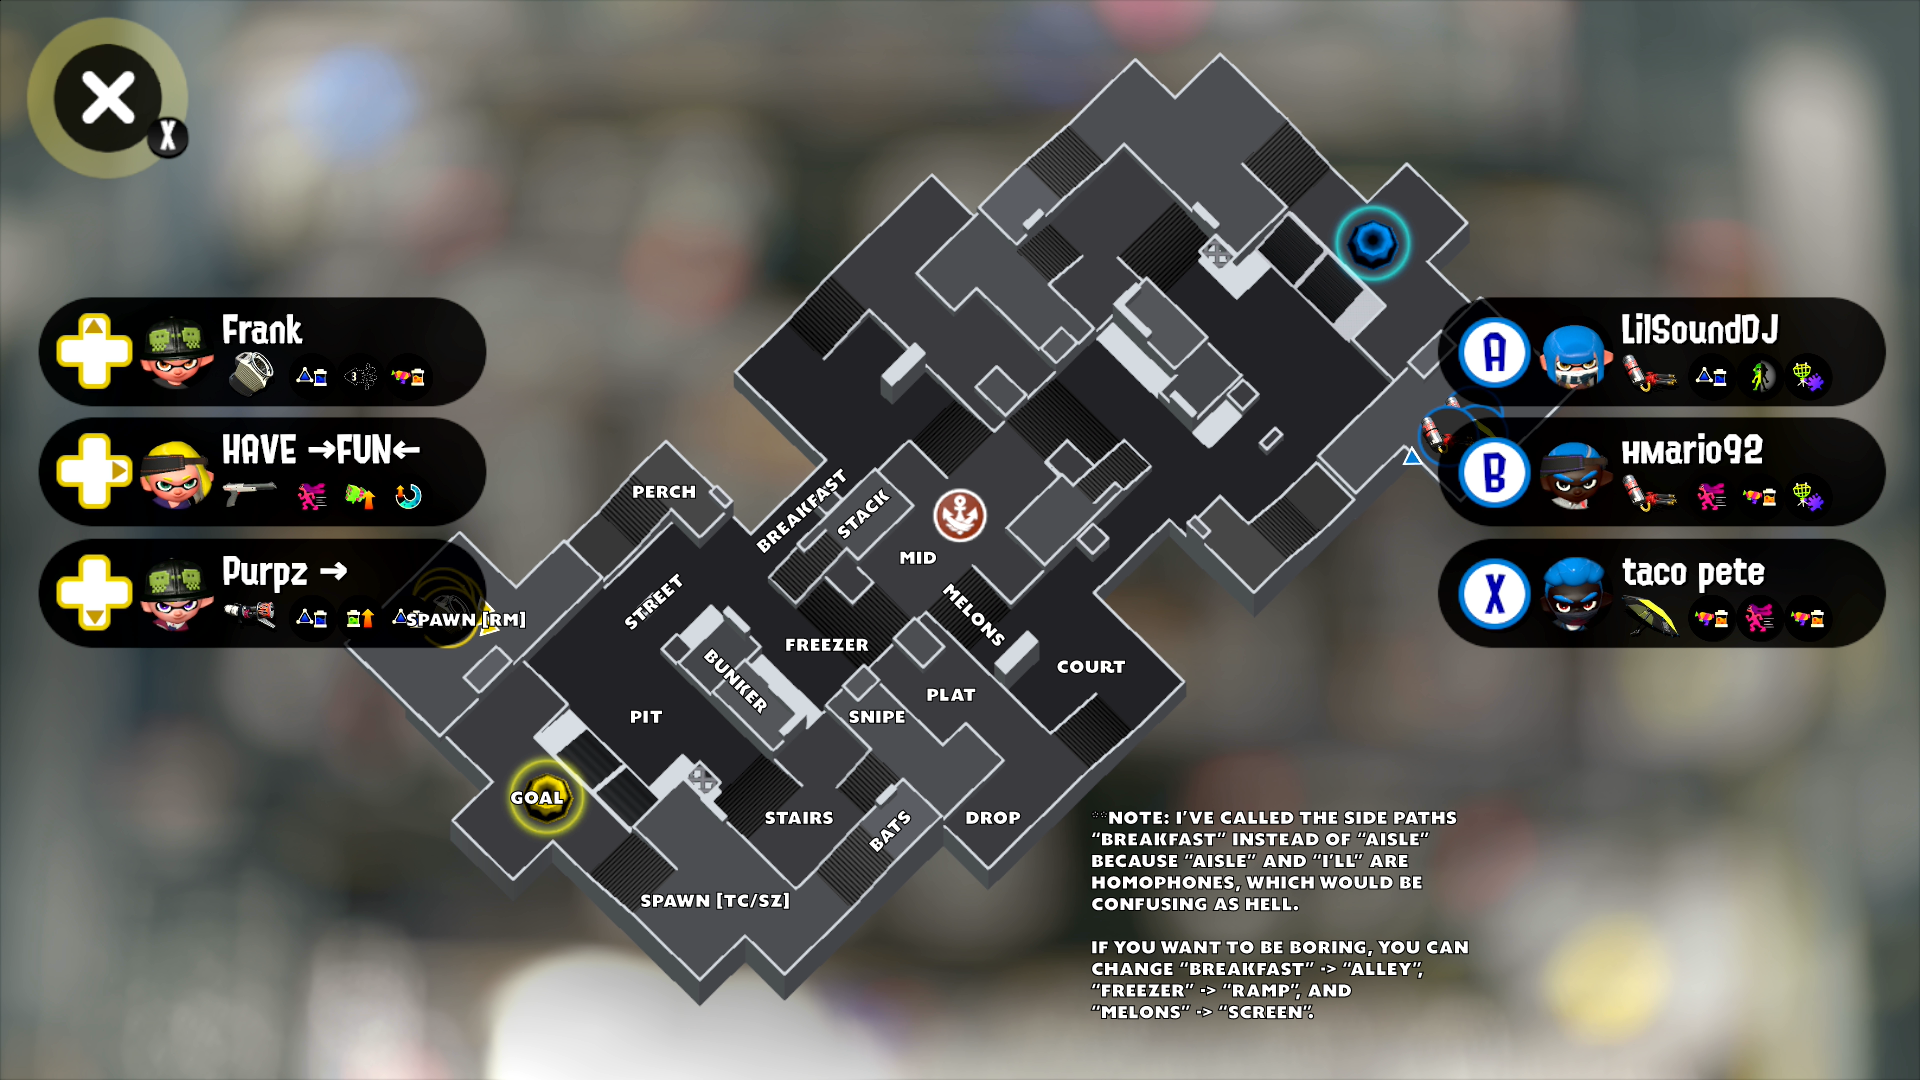 X
Frank
3
HAVE →FUN←
Purpz →
SPAWN [RM]
A
LilSoundDJ
B
HMario92
X
taco pete
PERCH
BREAKFAST
STACK
MID
STREET
MELONS
FREEZER
BUNKER
COURT
PLAT
PIT
SNIPE
GOAL
STAIRS
BATS
DROP
SPAWN [TC/SZ]
**NOTE: I'VE CALLED THE SIDE PATHS
"BREAKFAST" INSTEAD OF "AISLE"
BECAUSE "AISLE" AND "I'LL" ARE
HOMOPHONES, WHICH WOULD BE
CONFUSING AS HELL.
IF YOU WANT TO BE BORING, YOU CAN
CHANGE "BREAKFAST" -> "ALLEY",
"FREEZER" -> "RAMP", AND
"MELONS" -> "SCREEN".